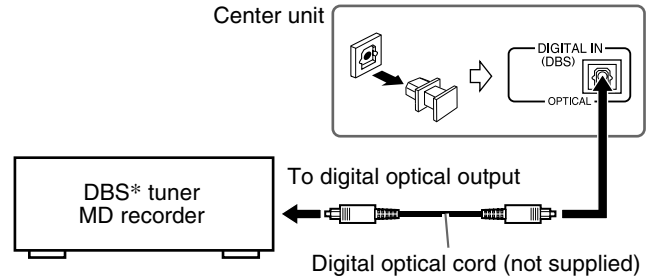 Center unit
DIGITAL IN
(DBS)
OPTICAL
DBS* tuner
MD recorder
To digital optical output
Digital optical cord (not supplied)